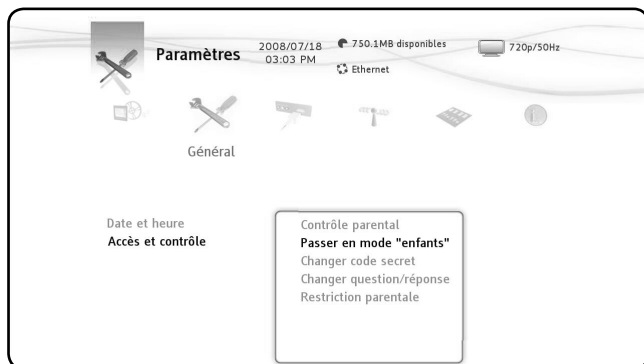 Paramètres
2008/07/18
03:03 PM
750.1MB disponibles
Ethernet
720p/50Hz
Général
Date et heure
Accès et contrôle
Contrôle parental
Passer en mode "enfants"
Changer code secret
Changer question/réponse
Restriction parentale